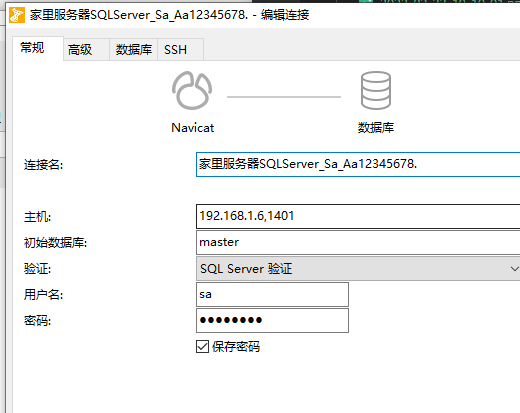 家里服务器SQLServer_Sa_Aa12345678. - 编辑连接
常规 高级 数据库 SSH
Navicat 数据库
连接名: 家里服务器SQLServer_Sa_Aa12345678.
主机: 192.168.1.6,1401
初始数据库: master
验证: SQL Server 验证
用户名: sa
密码: ●●●●●●●●
保存密码